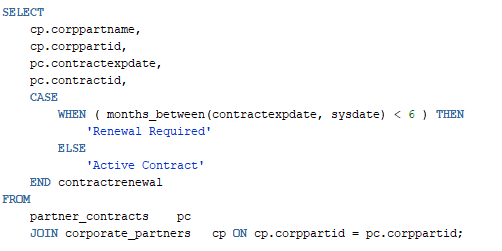 SELECT
    cp.corppartname,
    cp.corppartid,
    pc.contractexpdate,
    pc.contractid,
    CASE
        WHEN ( months_between(contractexpdate, sysdate) < 6 ) THEN
            'Renewal Required'
        ELSE
            'Active Contract'
    END contractrenewal
FROM
    partner_contracts    pc
    JOIN corporate_partners   cp ON cp.corppartid = pc.corppartid;